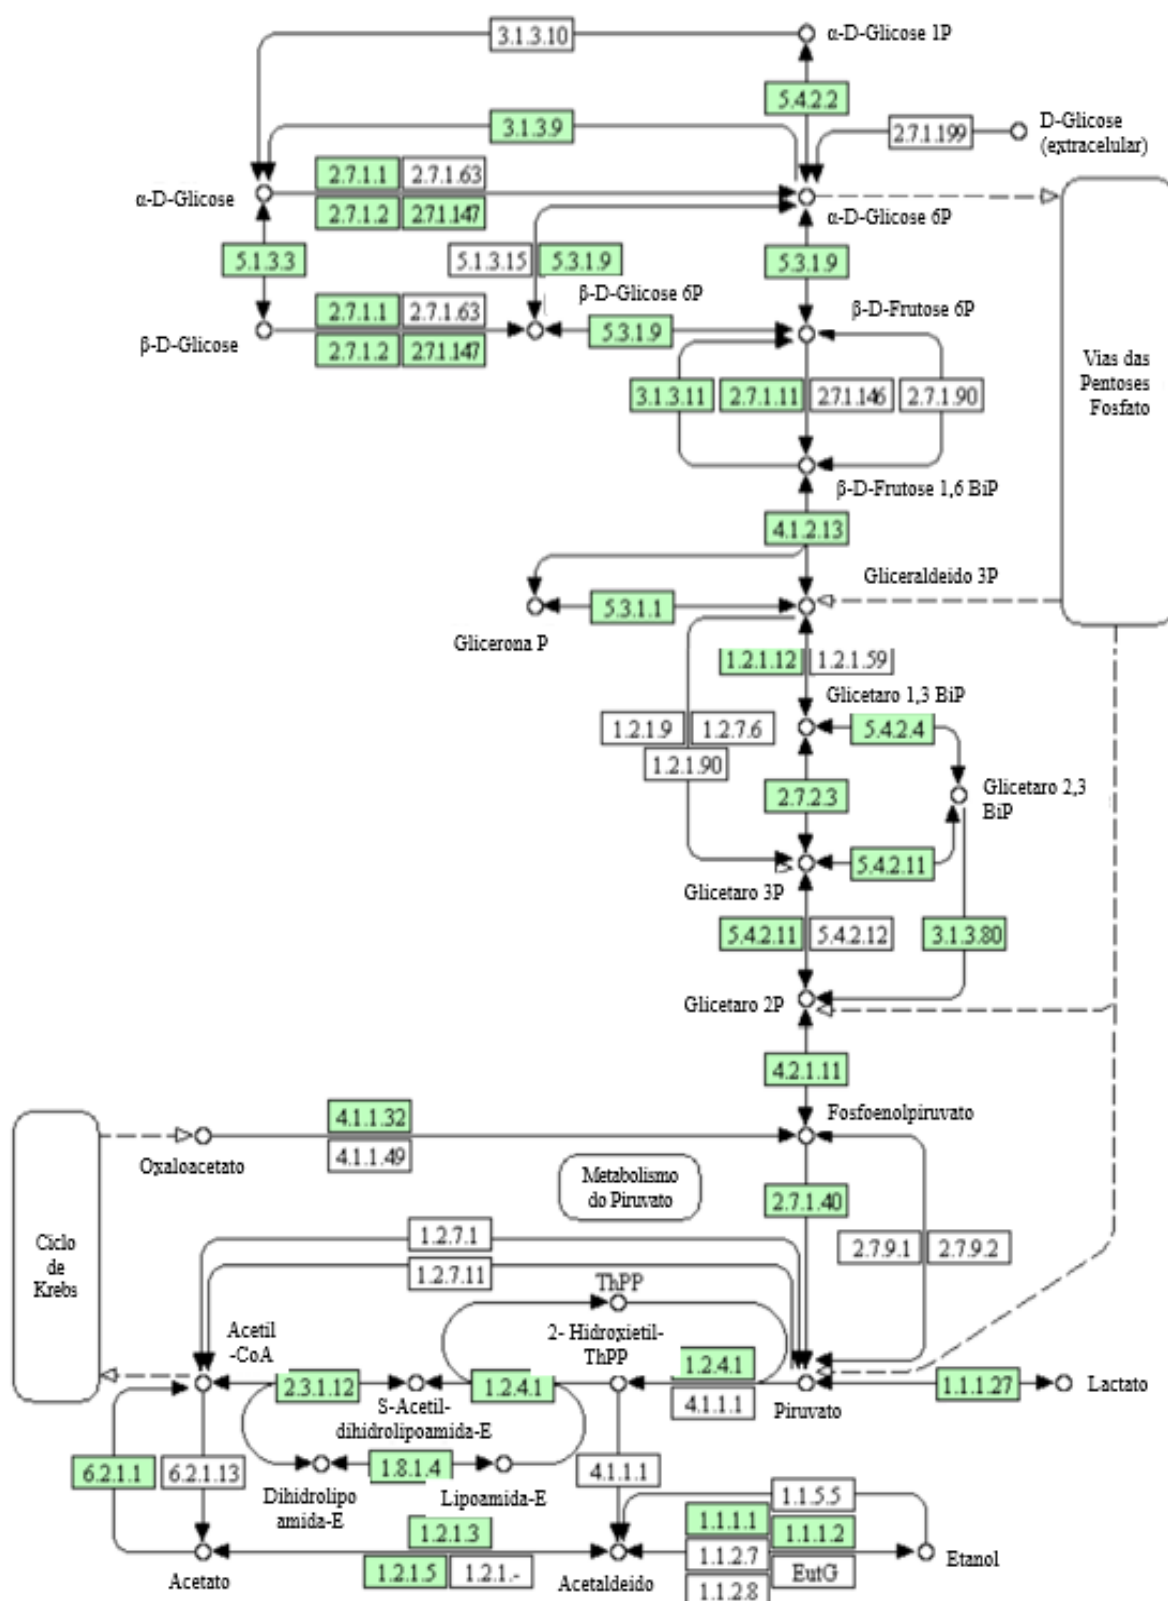 3.1.3.10
α-D-Glicose 1P
5.4.2.2
3.1.3.9
2.7.1.199
D-Glicose
(extracelular)
2.7.1.1
2.7.1.63
α-D-Glicose
2.7.1.2
2.7.1.147
α-D-Glicose 6P
5.1.3.3
5.1.3.15
5.3.1.9
5.3.1.9
β-D-Glicose 6P
β-D-Frutose 6P
2.7.1.1
2.7.1.63
β-D-Glicose
2.7.1.2
2.7.1.147
5.3.1.9
Vias das
Pentoses
Fosfato
3.1.3.11
2.7.1.11
2.7.1.146
2.7.1.90
β-D-Frutose 1,6 BiP
4.1.2.13
Gliceraldeido 3P
5.3.1.1
Glicerona P
1.2.1.12
1.2.1.59
Glicetaro 1,3 BiP
1.2.1.9
1.2.7.6
5.4.2.4
1.2.1.90
2.7.2.3
Glicetaro 2,3
BiP
5.4.2.11
Glicetaro 3P
5.4.2.11
5.4.2.12
3.1.3.80
Glicetaro 2P
4.2.1.11
4.1.1.32
Fosfoenolpiruvato
Oxaloacetato
4.1.1.49
Metabolismo
do Piruvato
2.7.1.40
Ciclo
de
Krebs
1.2.7.1
2.7.9.1
2.7.9.2
1.2.7.11
ThPP
Acetil
-CoA
2- Hidroxietil-
ThPP
1.2.4.1
2.3.1.12
1.2.4.1
1.1.1.27
Lactato
4.1.1.1
Piruvato
S-Acetil-
dihidrolipoamida-E
6.2.1.1
6.2.1.13
1.8.1.4
4.1.1.1
Dihidrolipo
amida-E
Lipoamida-E
1.1.5.5
1.2.1.3
1.1.1.1
1.1.1.2
1.1.2.7
Etanol
Acetato
1.2.1.5
1.2.1.-
Acetaldeido
EutG
1.1.2.8